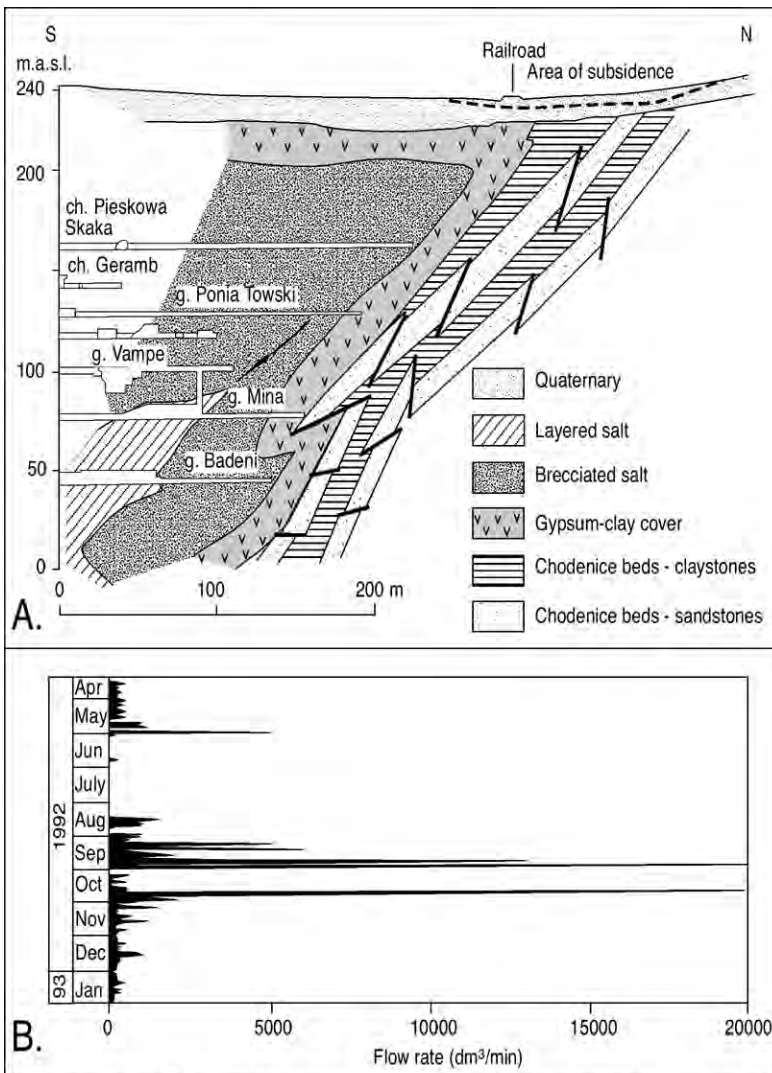 S
N
m.a.s.l.
Railroad
Area of subsidence
240
200
ch. Pieskowa
Skaka
ch. Geramb
g. Ponia Towski
g. Vampe
100
g. Mina
g. Badeni
50
0
0
100
200 m
A.
Quaternary
Layered salt
Brecciated salt
Gypsum-clay cover
Chodenice beds - claystones
Chodenice beds - sandstones
1992
Apr
May
Jun
July
Aug
Sep
Oct
Nov
Dec
93
Jan
B.
0
5000
10000
15000
20000
Flow rate (dm³/min)